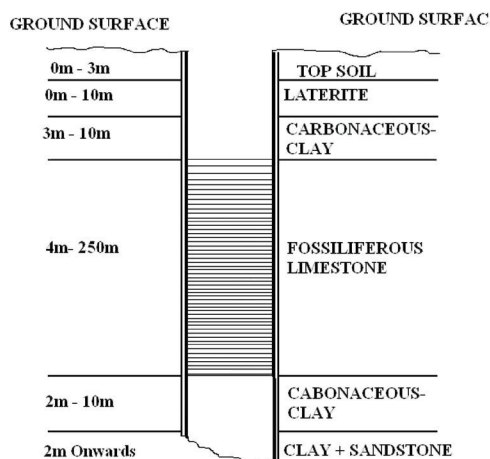 GROUND SURFACE
GROUND SURFAC
0m - 3m
TOP SOIL
0m - 10m
LATERITE
3m - 10m
CARBONACEOUS-
CLAY
4m- 250m
FOSSILIFEROUS
LIMESTONE
2m - 10m
CABONACEOUS-
CLAY
2m Onwards
CLAY + SANDSTONE